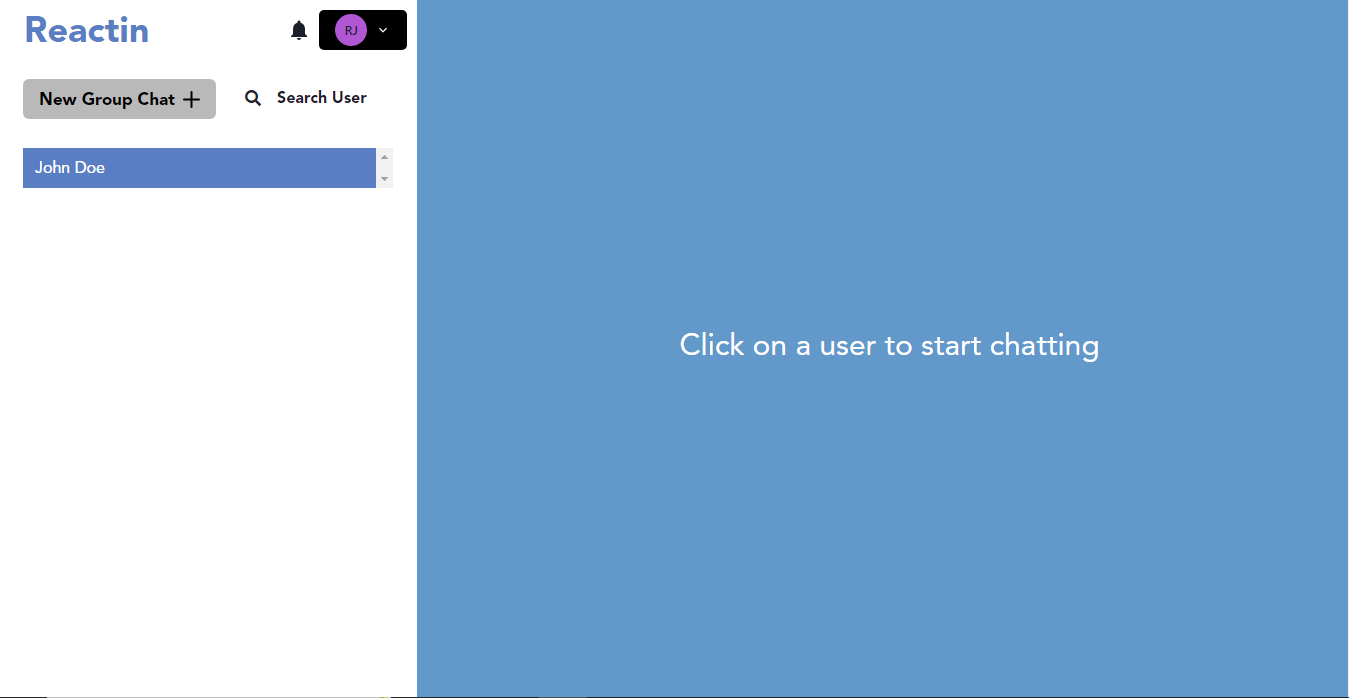 Reactin
RJ
New Group Chat
Search User
John Doe
Click on a user to start chatting